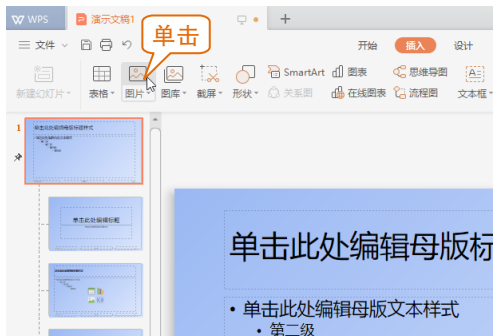 WPS 演示文稿1 +
单击
文件 开始 插入 设计
SmartArt 图表 思维导图
新建幻灯片 表格 图片 图库 截屏 形状 关系图 在线图表 流程图 文本框
1
单击此处编辑母版标题样式
单击此处编辑标题
单击此处编辑母版标
• 单击此处编辑母版文本样式
• 第二级